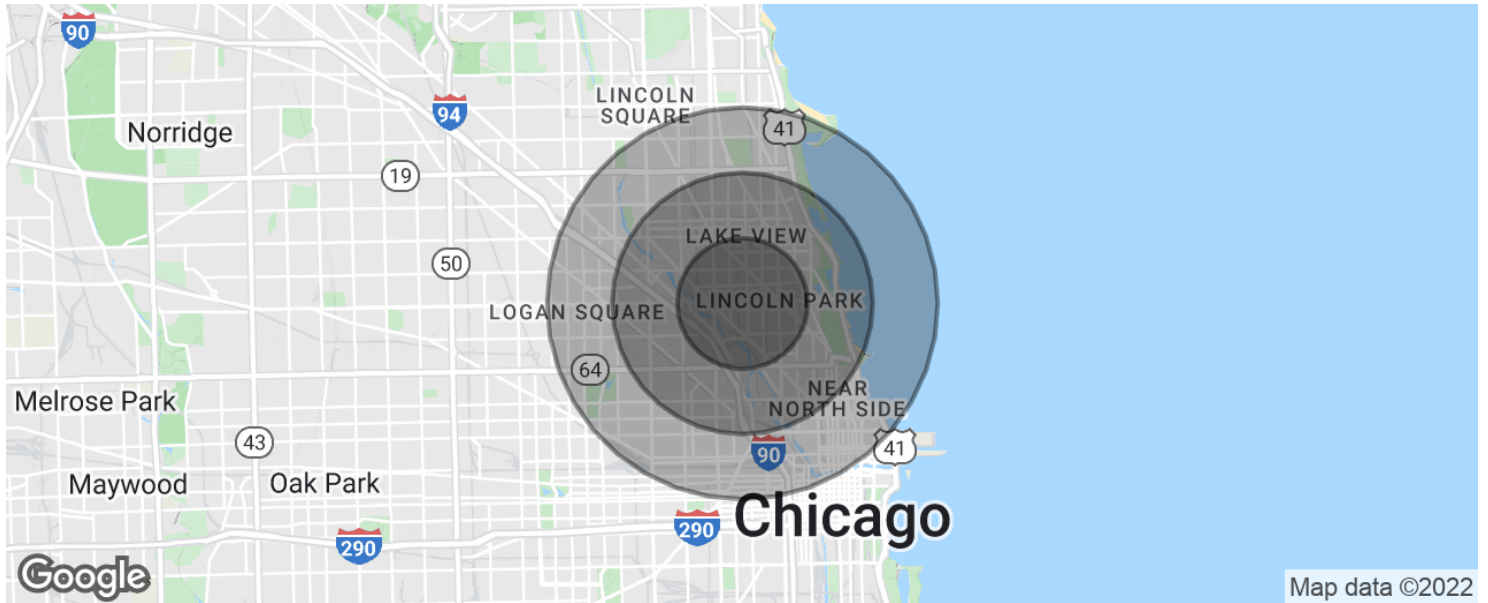 90
LINCOLN
SQUARE
94
41
Norridge
19
LAKE VIEW
50
LINCOLN PARK
LOGAN SQUARE
64
NEAR
NORTH SIDE
Melrose Park
43
41
90
Maywood
Oak Park
Chicago
290
290
Google
Map data ©2022